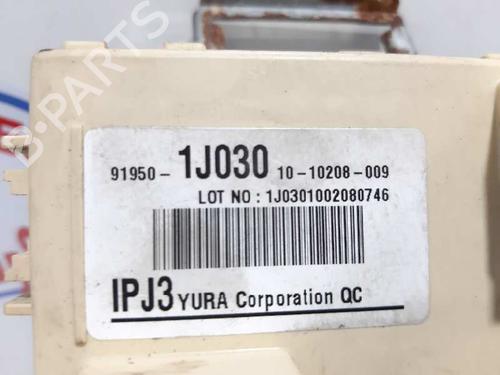 B-PARTS
91950- 1J030 10-10208-009
LOT NO : 1J0301002080746
IPJ3 YURA Corporation QC